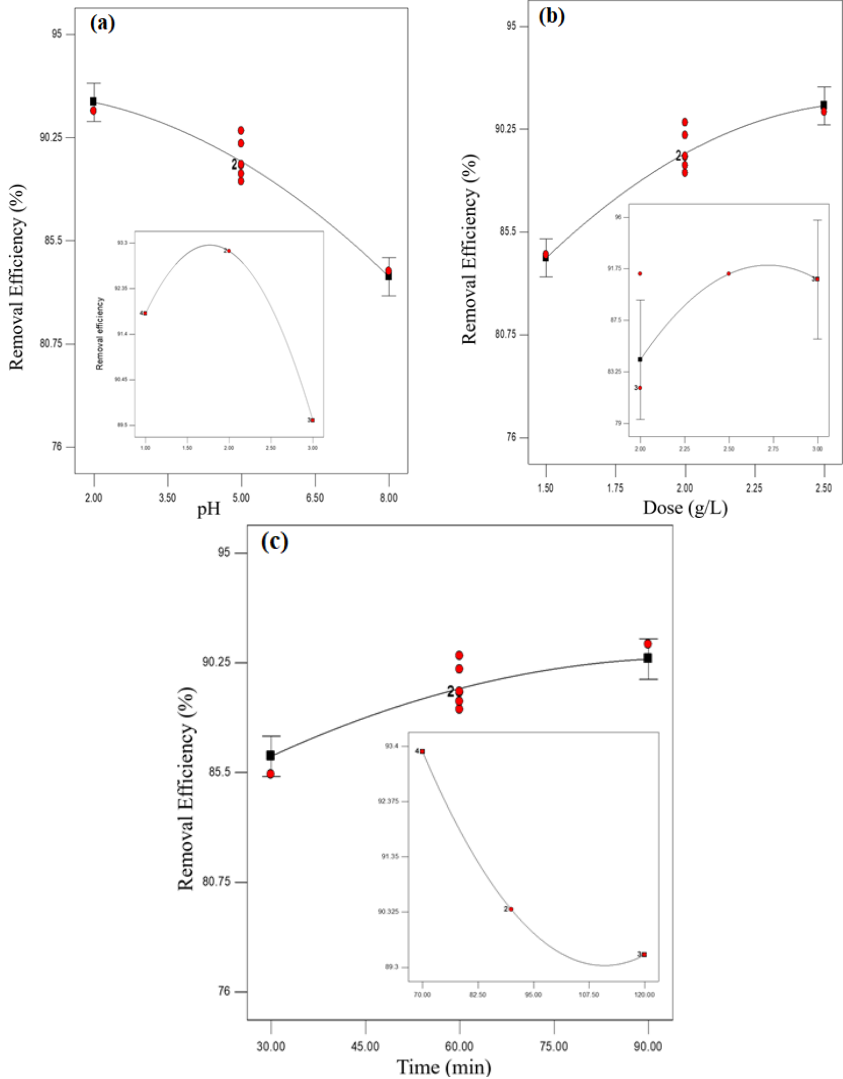 (a)
95
90.25
85.5
80.75
76
Removal Efficiency (%)
2
93.3
92.35
91.4
90.45
89.5
Removal efficiency
4
2
3
1.00 1.50 2.00 2.50 3.00
2.00 3.50 5.00 6.50 8.00
pH
(b)
95
90.25
85.5
80.75
76
Removal Efficiency (%)
2
96
91.75
87.5
83.25
79
3
3
2.00 2.25 2.50 2.75 3.00
1.50 1.75 2.00 2.25 2.50
Dose (g/L)
(c)
95
90.25
85.5
80.75
76
Removal Efficiency (%)
2
93.4
92.375
91.35
90.325
89.3
4
2
3
70.00 82.50 95.00 107.50 120.00
30.00 45.00 60.00 75.00 90.00
Time (min)